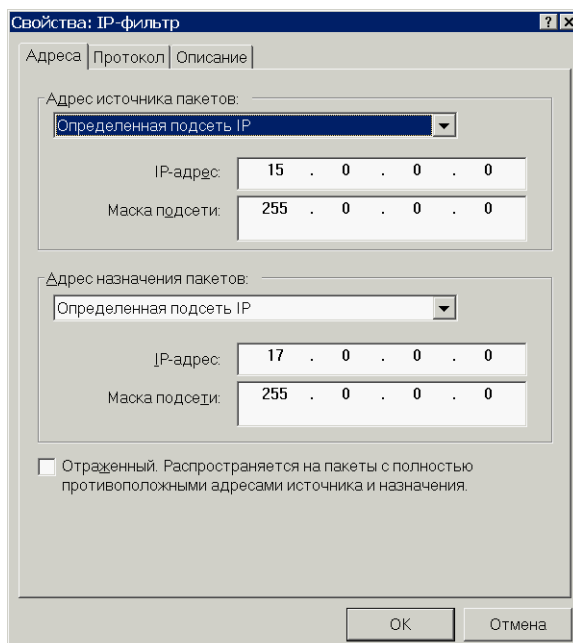 Свойства: IP-фильтр
Адреса Протокол Описание
Адрес источника пакетов:
Определенная подсеть IP
IP-адрес: 15 . 0 . 0 . 0
Маска подсети: 255 . 0 . 0 . 0
Адрес назначения пакетов:
Определенная подсеть IP
IP-адрес: 17 . 0 . 0 . 0
Маска подсети: 255 . 0 . 0 . 0
Отраженный. Распространяется на пакеты с полностью
противоположными адресами источника и назначения.
OK Отмена